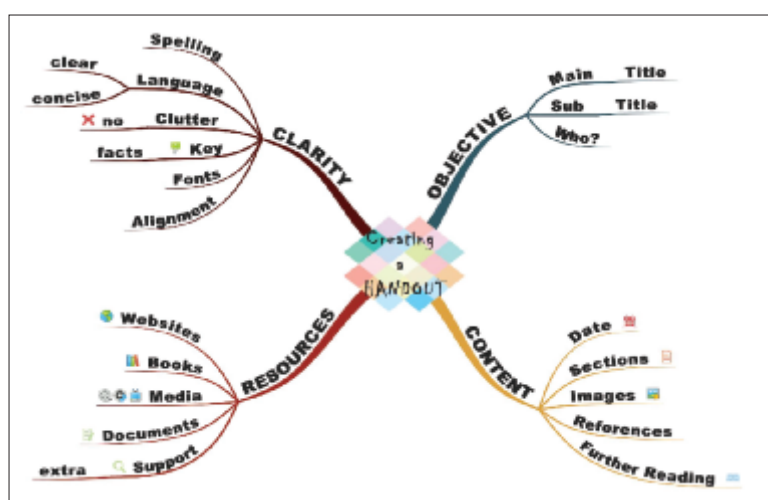 Creating
a
HANDOUT
CLARITY
Spelling
Language
clear
concise
no Clutter
facts Key
Fonts
Alignment
OBJECTIVE
Main Title
Sub Title
Who?
RESOURCES
Websites
Books
Media
Documents
extra Support
CONTENT
Date
Sections
Images
References
Further Reading